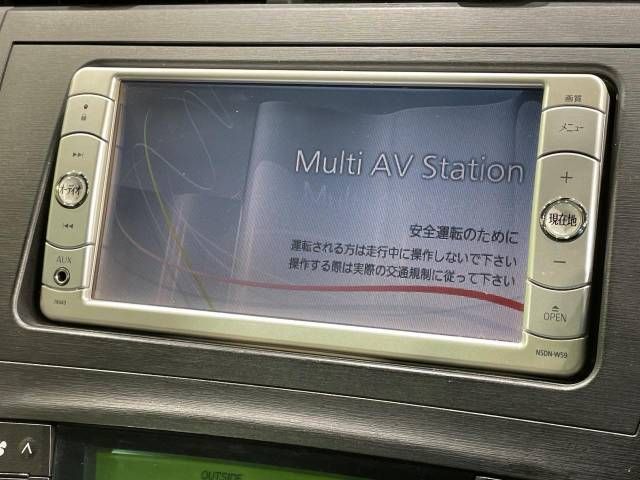 画質
メニュー
オーディオ
現在地
AUX
OPEN
NSDN-W59
Multi AV Station
安全運転のために
運転される方は走行中に操作しないで下さい
操作する際は実際の交通規制に従って下さい
OUTSIDE